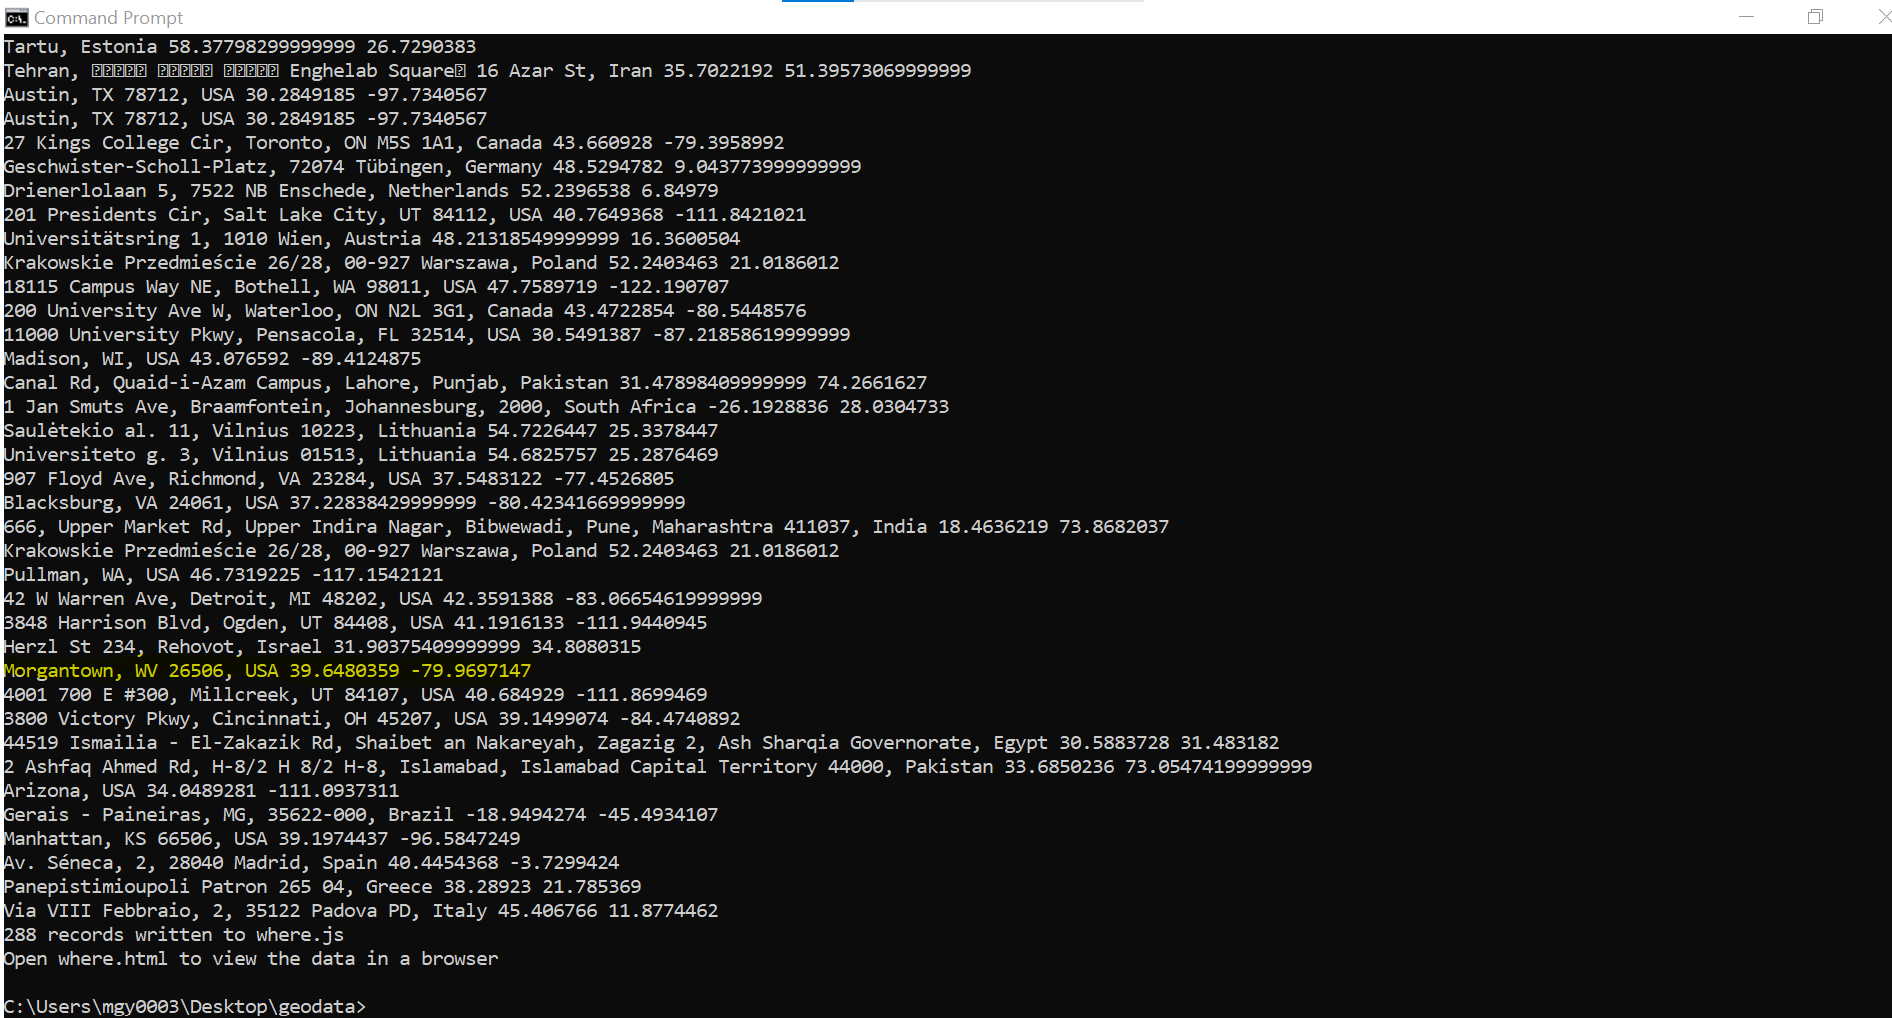 Command Prompt
Tartu, Estonia 58.37798299999999 26.7290383
Tehran, Enghelab Square 16 Azar St, Iran 35.7022192 51.39573069999999
Austin, TX 78712, USA 30.2849185 -97.7340567
Austin, TX 78712, USA 30.2849185 -97.7340567
27 Kings College Cir, Toronto, ON M5S 1A1, Canada 43.660928 -79.3958992
Geschwister-Scholl-Platz, 72074 Tübingen, Germany 48.5294782 9.043773999999999
Drienerlolaan 5, 7522 NB Enschede, Netherlands 52.2396538 6.84979
201 Presidents Cir, Salt Lake City, UT 84112, USA 40.7649368 -111.8421021
Universitätsring 1, 1010 Wien, Austria 48.21318549999999 16.3600504
Krakowskie Przedmieście 26/28, 00-927 Warszawa, Poland 52.2403463 21.0186012
18115 Campus Way NE, Bothell, WA 98011, USA 47.7589719 -122.190707
200 University Ave W, Waterloo, ON N2L 3G1, Canada 43.4722854 -80.5448576
11000 University Pkwy, Pensacola, FL 32514, USA 30.5491387 -87.21858619999999
Madison, WI, USA 43.076592 -89.4124875
Canal Rd, Quaid-i-Azam Campus, Lahore, Punjab, Pakistan 31.47898409999999 74.2661627
1 Jan Smuts Ave, Braamfontein, Johannesburg, 2000, South Africa -26.1928836 28.0304733
Saulėtekio al. 11, Vilnius 10223, Lithuania 54.7226447 25.3378447
Universiteto g. 3, Vilnius 01513, Lithuania 54.6825757 25.2876469
907 Floyd Ave, Richmond, VA 23284, USA 37.5483122 -77.4526805
Blacksburg, VA 24061, USA 37.22838429999999 -80.42341669999999
666, Upper Market Rd, Upper Indira Nagar, Bibwewadi, Pune, Maharashtra 411037, India 18.4636219 73.8682037
Krakowskie Przedmieście 26/28, 00-927 Warszawa, Poland 52.2403463 21.0186012
Pullman, WA, USA 46.7319225 -117.1542121
42 W Warren Ave, Detroit, MI 48202, USA 42.3591388 -83.06654619999999
3848 Harrison Blvd, Ogden, UT 84408, USA 41.1916133 -111.9440945
Herzl St 234, Rehovot, Israel 31.90375409999999 34.8080315
Morgantown, WV 26506, USA 39.6480359 -79.9697147
4001 700 E #300, Millcreek, UT 84107, USA 40.684929 -111.8699469
3800 Victory Pkwy, Cincinnati, OH 45207, USA 39.1499074 -84.4740892
44519 Ismailia - El-Zakazik Rd, Shaibet an Nakareyah, Zagazig 2, Ash Sharqia Governorate, Egypt 30.5883728 31.483182
2 Ashfaq Ahmed Rd, H-8/2 H 8/2 H-8, Islamabad, Islamabad Capital Territory 44000, Pakistan 33.6850236 73.05474199999999
Arizona, USA 34.0489281 -111.0937311
Gerais - Paineiras, MG, 35622-000, Brazil -18.9494274 -45.4934107
Manhattan, KS 66506, USA 39.1974437 -96.5847249
Av. Séneca, 2, 28040 Madrid, Spain 40.4454368 -3.7299424
Panepistimioupoli Patron 265 04, Greece 38.28923 21.785369
Via VIII Febbraio, 2, 35122 Padova PD, Italy 45.406766 11.8774462
288 records written to where.js
Open where.html to view the data in a browser
C:\Users\mgy0003\Desktop\geodata>